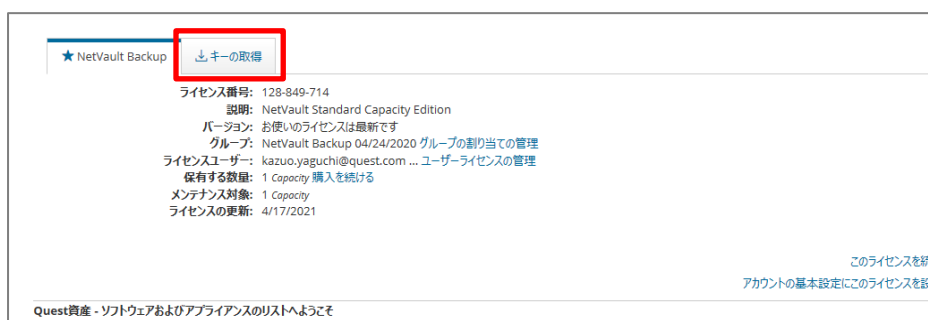 ★ NetVault Backup キーの取得
ライセンス番号: 128-849-714
説明: NetVault Standard Capacity Edition
バージョン: お使いのライセンスは最新です
グループ: NetVault Backup 04/24/2020 グループの割り当ての管理
ライセンスユーザー: kazuo.yaguchi@quest.com ... ユーザーライセンスの管理
保有する数量: 1 Capacity 購入を続ける
メンテナンス対象: 1 Capacity
ライセンスの更新: 4/17/2021
このライセンスを
アカウントの基本設定にこのライセンスを
Quest資産 - ソフトウェアおよびアプライアンスのリストへようこそ